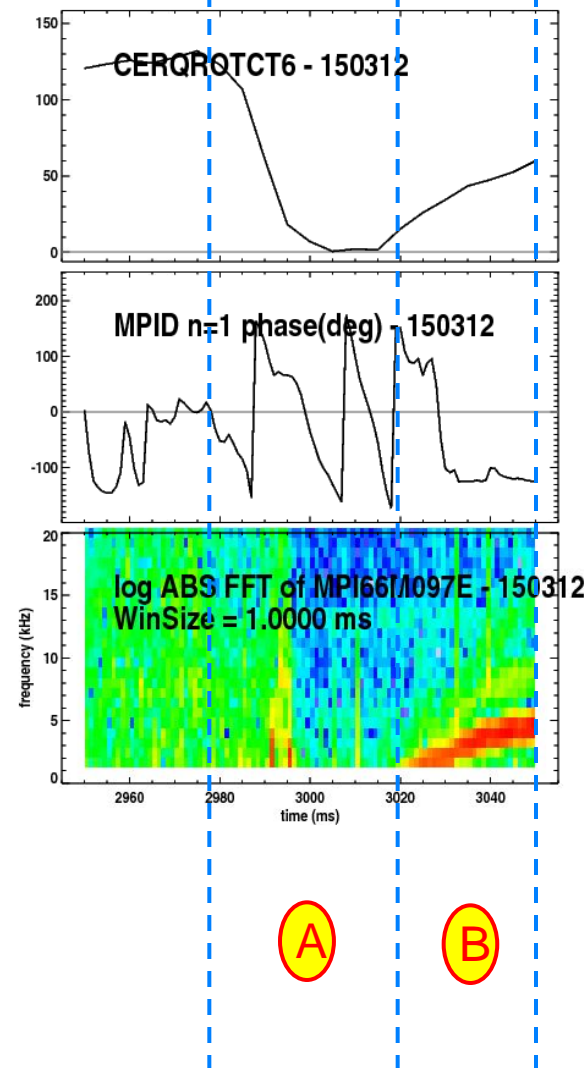 150
CERQROTCT6 - 150312
100
50
0
200
MPID n=1 phase(deg) - 150312
100
0
-100
20
log ABS FFT of MPI66M097E - 150312
15
WinSize = 1.0000 ms
10
frequency (kHz)
5
0
2960 2980 3000 3020 3040
time (ms)
A B